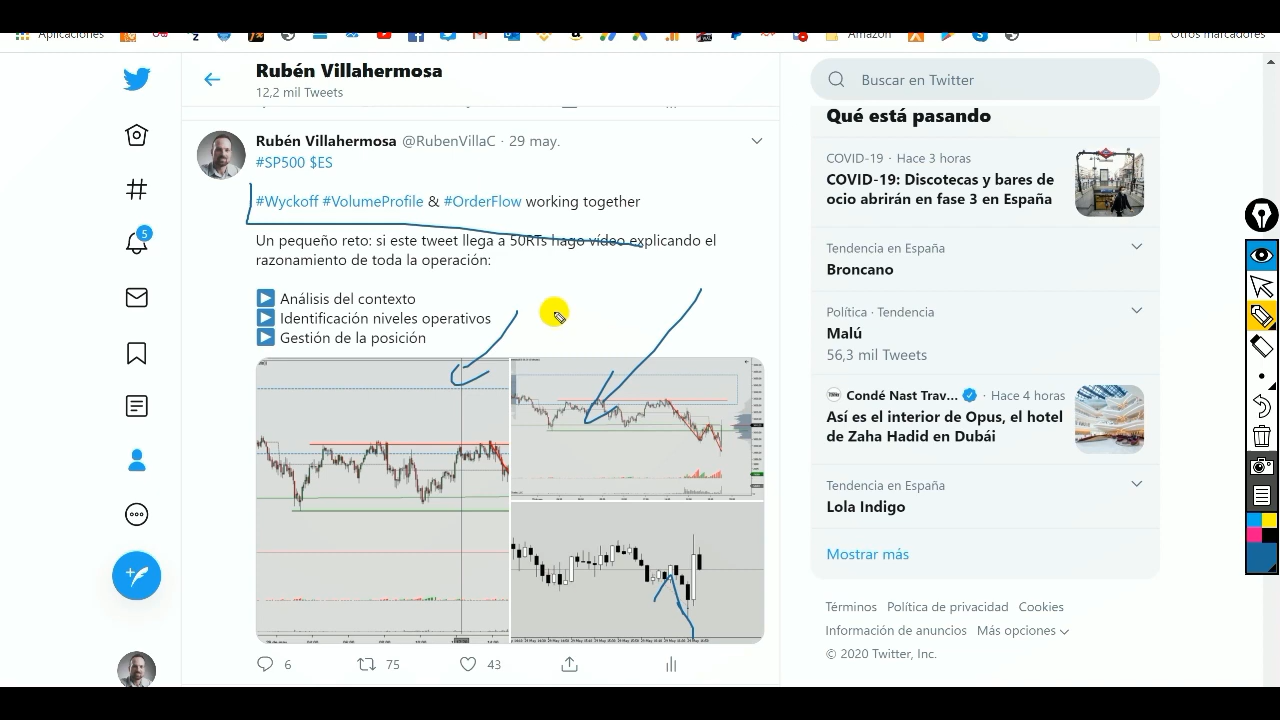 Aplicaciones
Amazon
Otros marcadores
Rubén Villahermosa
12,2 mil Tweets
Buscar en Twitter
Rubén Villahermosa @RubenVillaC · 29 may.
#SP500 $ES
#Wyckoff #VolumeProfile & #OrderFlow working together
Un pequeño reto: si este tweet llega a 50RTs hago vídeo explicando el
razonamiento de toda la operación:
Análisis del contexto
Identificación niveles operativos
Gestión de la posición
6
75
43
5
Qué está pasando
COVID-19 · Hace 3 horas
COVID-19: Discotecas y bares de
ocio abrirán en fase 3 en España
Tendencia en España
Broncano
Política · Tendencia
Malú
56,3 mil Tweets
Condé Nast Trav... · Hace 4 horas
Así es el interior de Opus, el hotel
de Zaha Hadid en Dubái
Tendencia en España
Lola Indigo
Mostrar más
Términos Política de privacidad Cookies
Información de anuncios Más opciones
© 2020 Twitter, Inc.